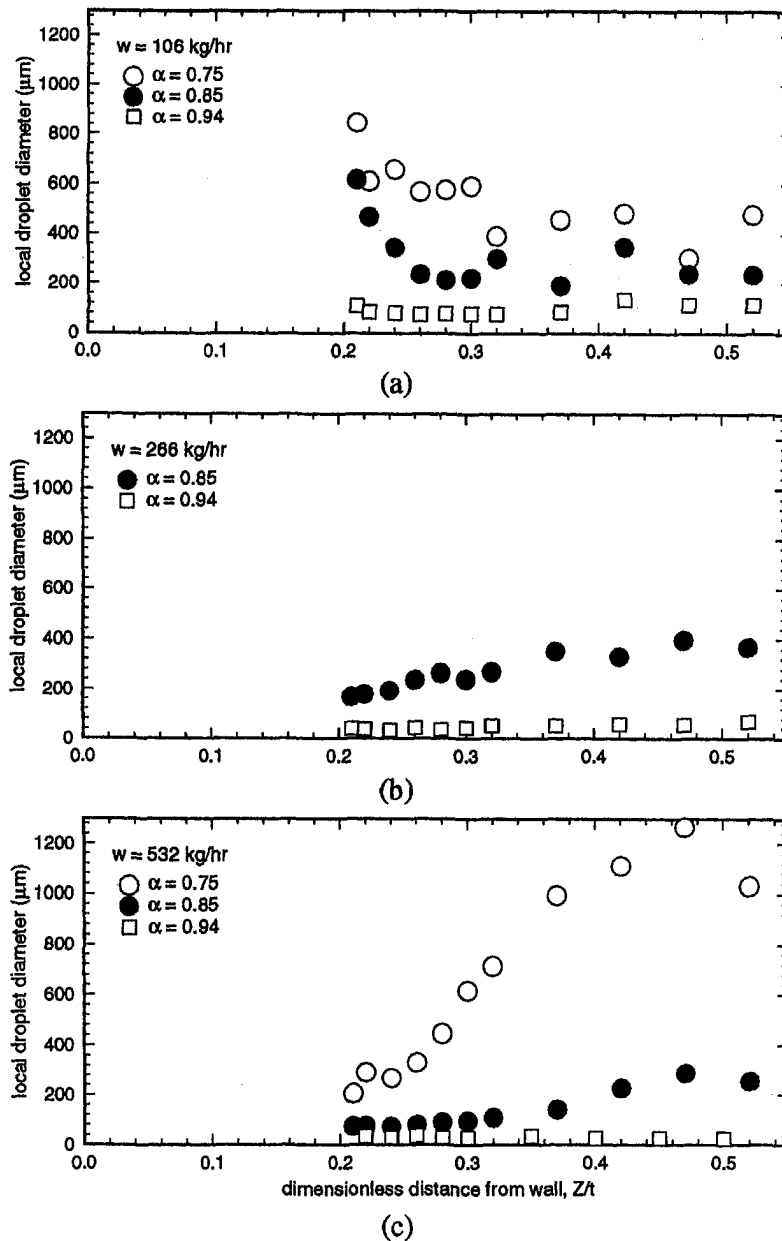 1200
w = 106 kg/hr
α = 0.75
1000
α = 0.85
α = 0.94
800
600
400
200
0
local droplet diameter (μm)
0.0 0.1 0.2 0.3 0.4 0.5
(a)
1200
w = 266 kg/hr
α = 0.85
1000
α = 0.94
800
600
400
200
0
local droplet diameter (μm)
0.0 0.1 0.2 0.3 0.4 0.5
(b)
1200
w = 532 kg/hr
α = 0.75
1000
α = 0.85
α = 0.94
800
600
400
200
0
local droplet diameter (μm)
0.0 0.1 0.2 0.3 0.4 0.5
dimensionless distance from wall, Z/t
(c)